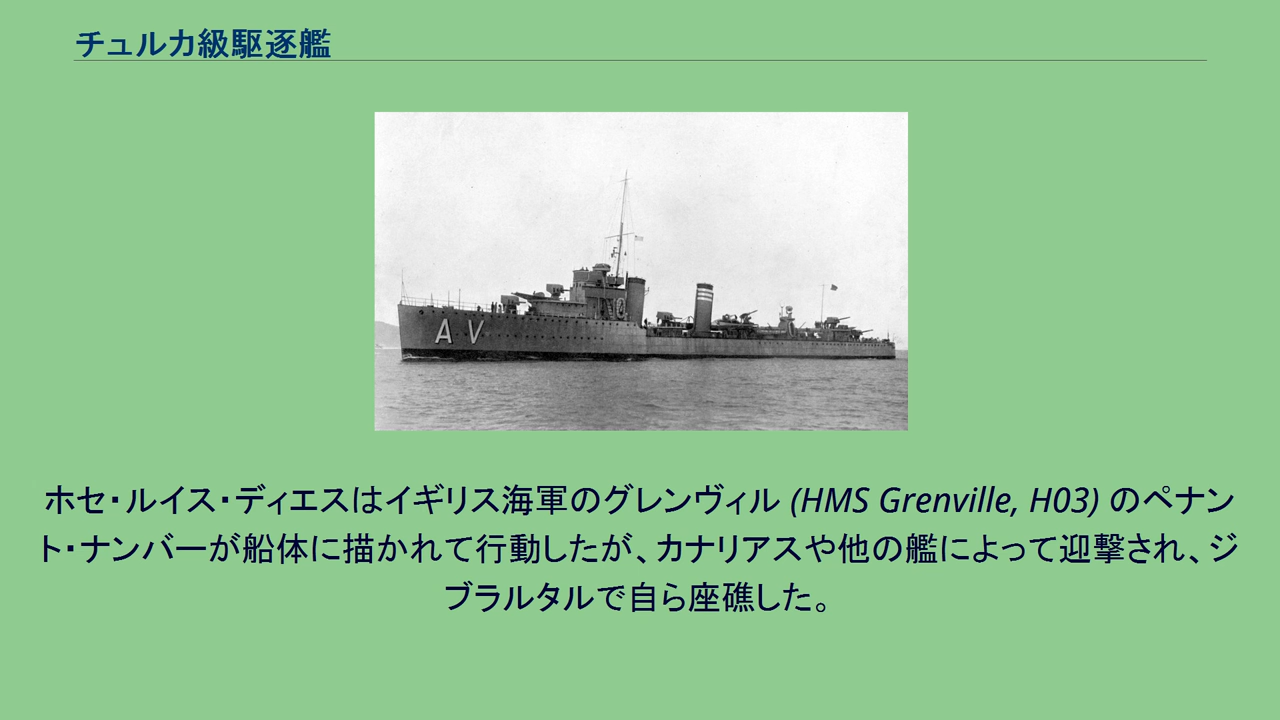 チュルカ級駆逐艦
A V
ホセ・ルイス・ディエスはイギリス海軍のグレンヴィル (HMS Grenville, H03) のペナン
ト・ナンバーが船体に描かれて行動したが、カナリアスや他の艦によって迎撃され、ジ
ブラルタルで自ら座礁した。